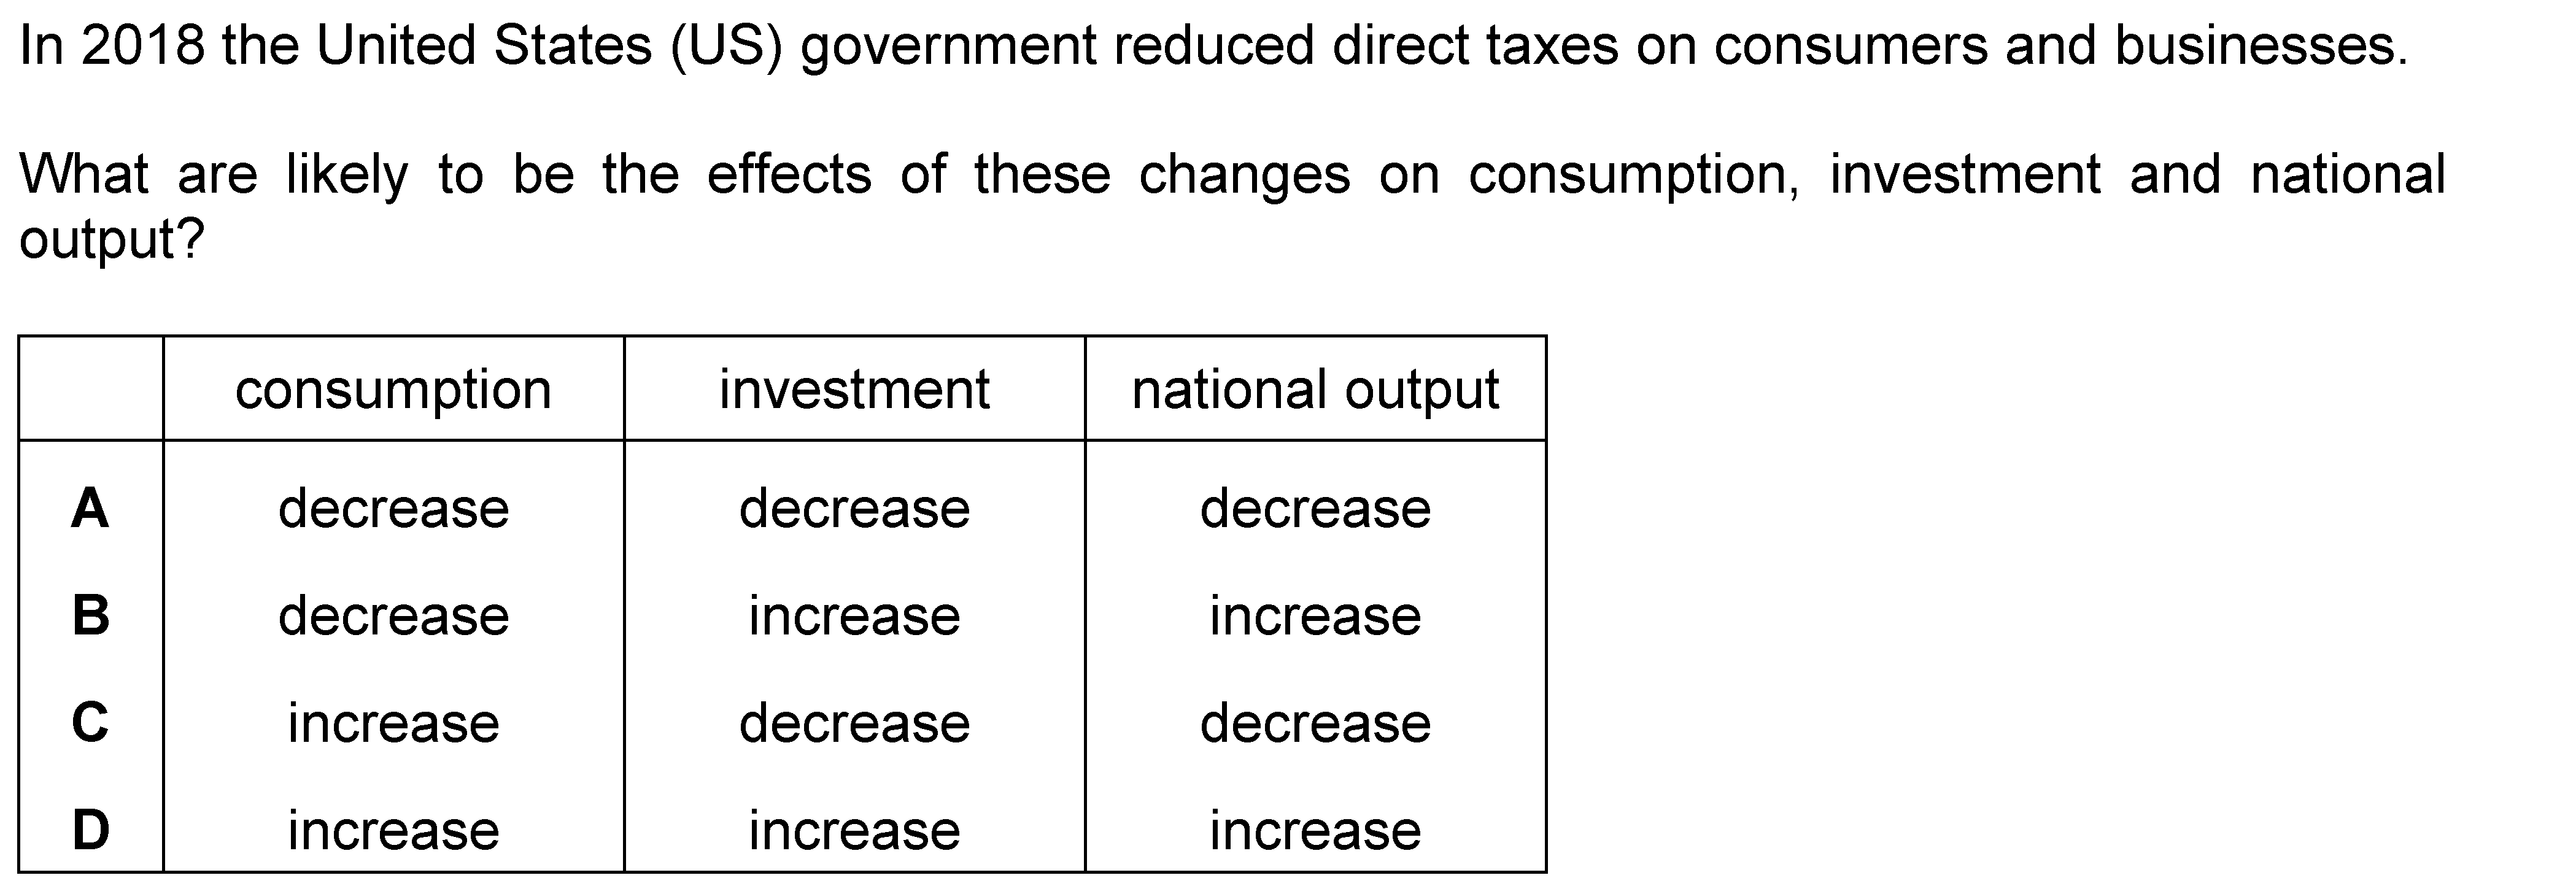 In 2018 the United States (US) government reduced direct taxes on consumers and businesses.
What are likely to be the effects of these changes on consumption, investment and national
output?
consumption investment national output
A decrease decrease decrease
B decrease increase increase
C increase decrease decrease
D increase increase increase